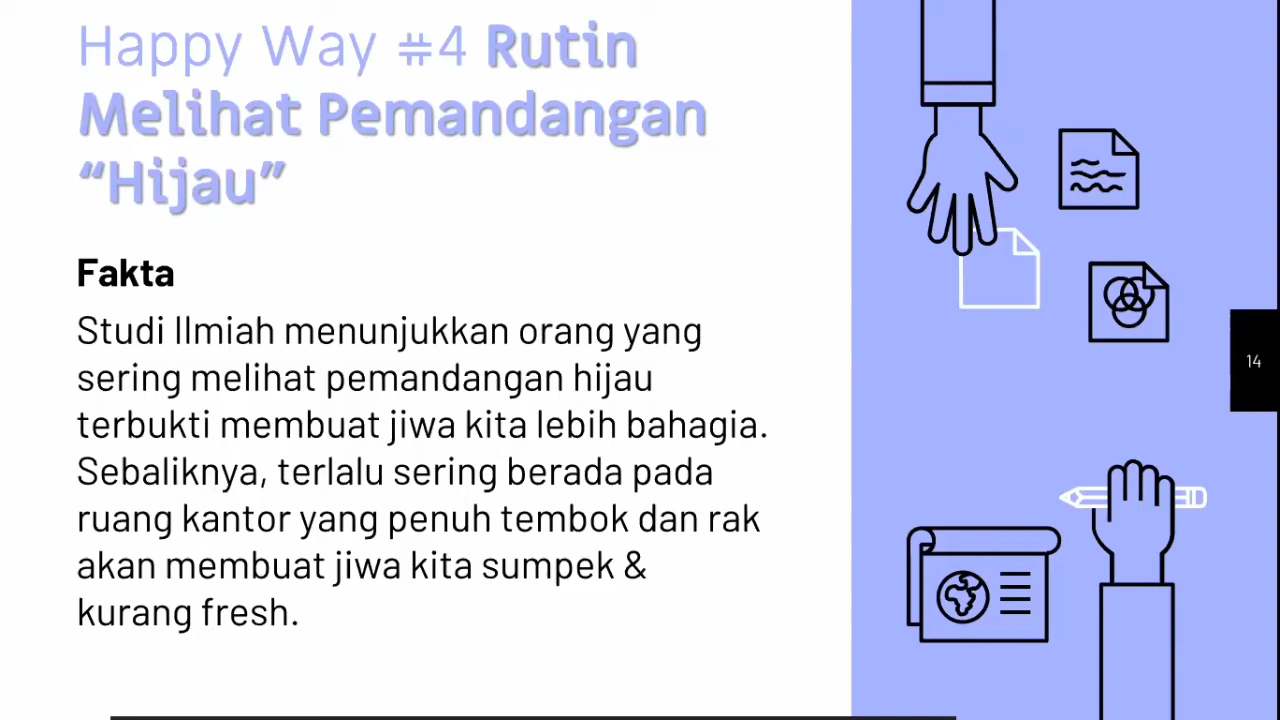 Happy Way #4 Rutin
Melihat Pemandangan
“Hijau”
Fakta
Studi Ilmiah menunjukkan orang yang
sering melihat pemandangan hijau
terbukti membuat jiwa kita lebih bahagia.
Sebaliknya, terlalu sering berada pada
ruang kantor yang penuh tembok dan rak
akan membuat jiwa kita sumpek &
kurang fresh.
14